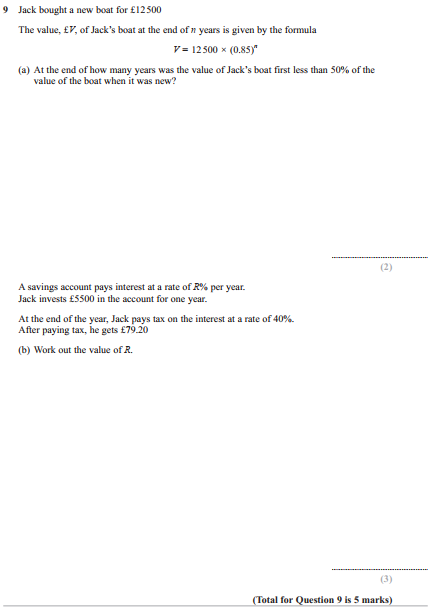 9 Jack bought a new boat for £12 500
The value, £V, of Jack's boat at the end of n years is given by the formula
V = 12 500 × (0.85)ⁿ
(a) At the end of how many years was the value of Jack's boat first less than 50% of the
value of the boat when it was new?
(2)
A savings account pays interest at a rate of R% per year.
Jack invests £5500 in the account for one year.
At the end of the year, Jack pays tax on the interest at a rate of 40%.
After paying tax, he gets £79.20
(b) Work out the value of R.
(3)
(Total for Question 9 is 5 marks)